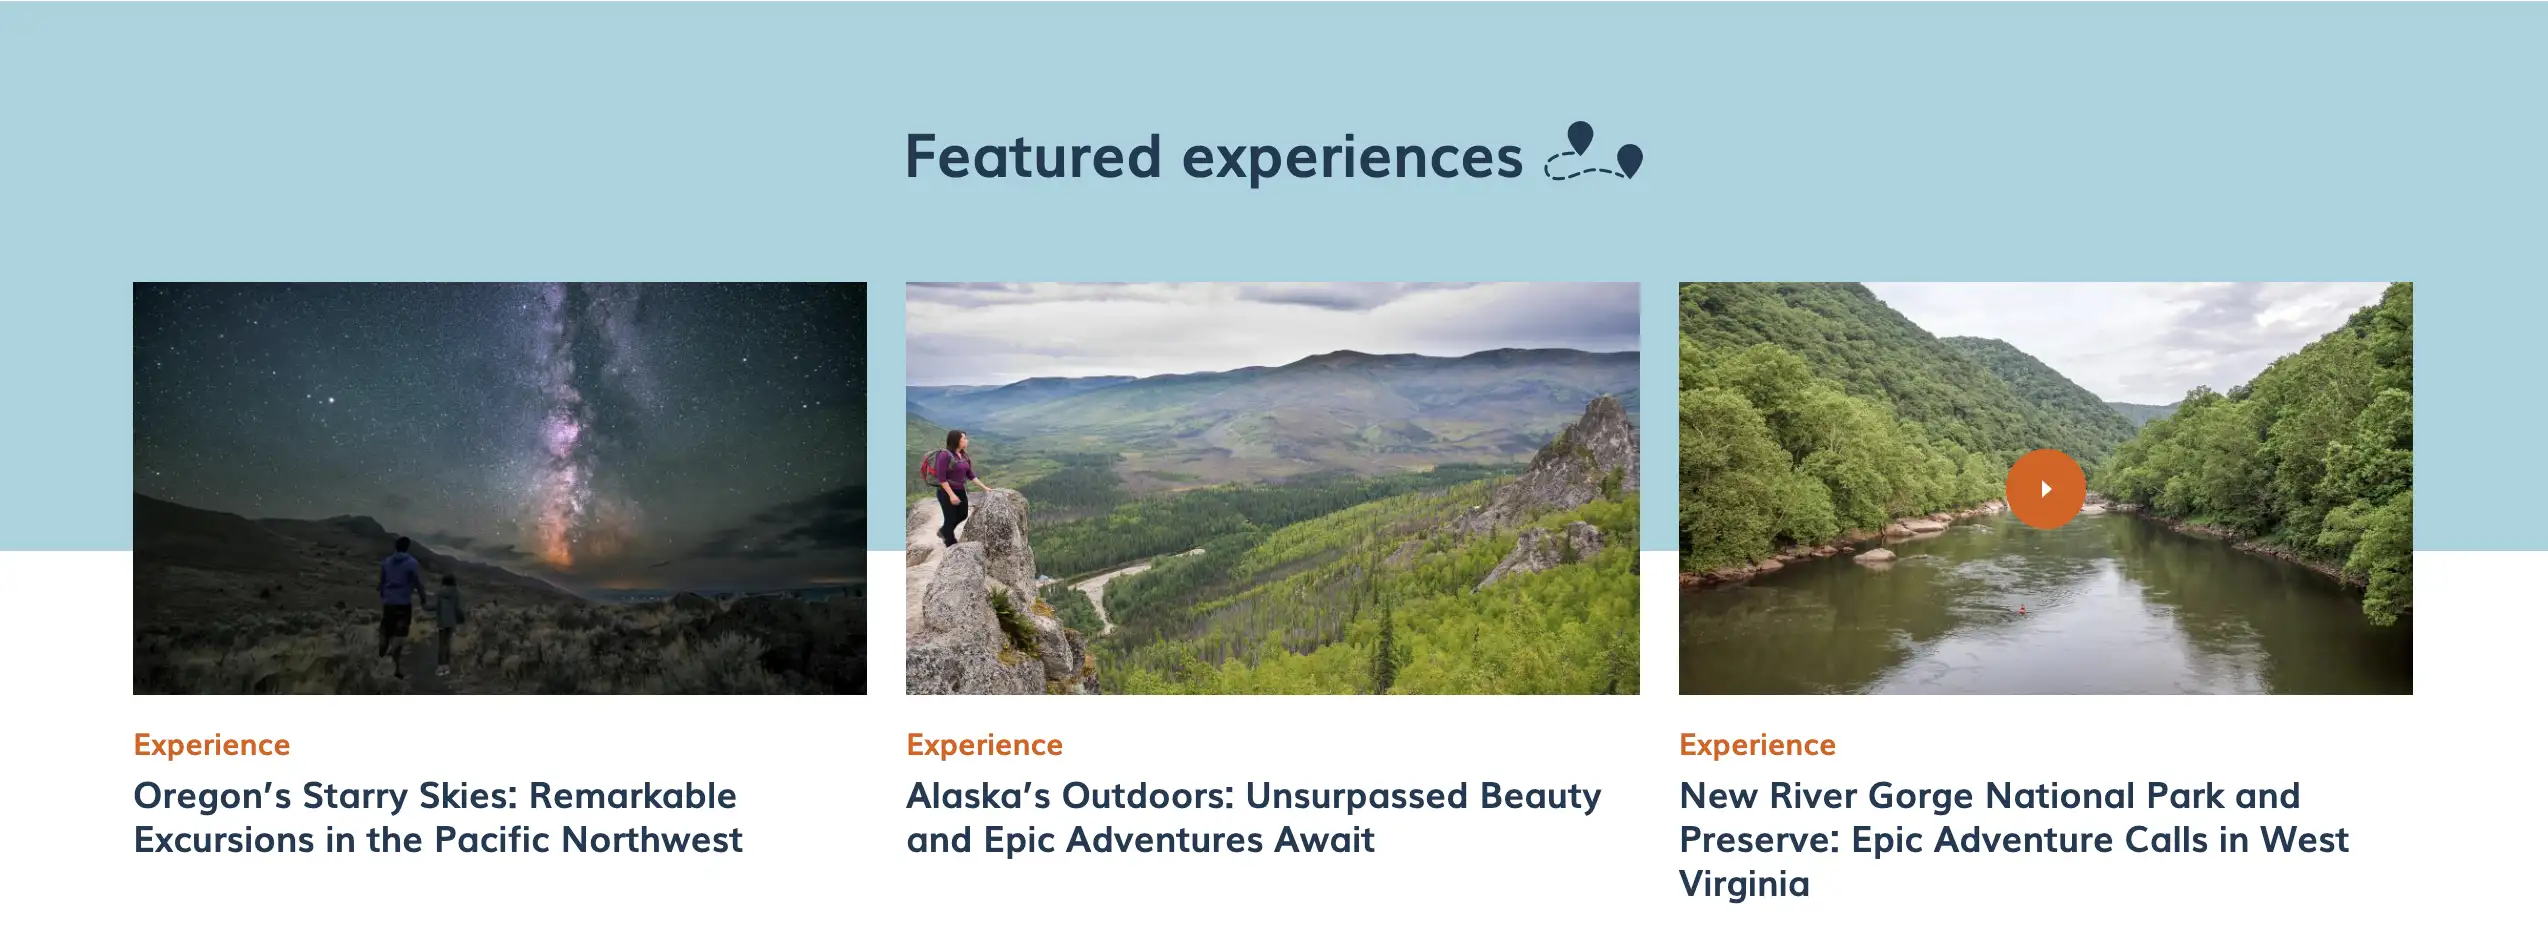 Featured experiences
Experience
Oregon’s Starry Skies: Remarkable
Excursions in the Pacific Northwest
Experience
Alaska’s Outdoors: Unsurpassed Beauty
and Epic Adventures Await
Experience
New River Gorge National Park and
Preserve: Epic Adventure Calls in West
Virginia